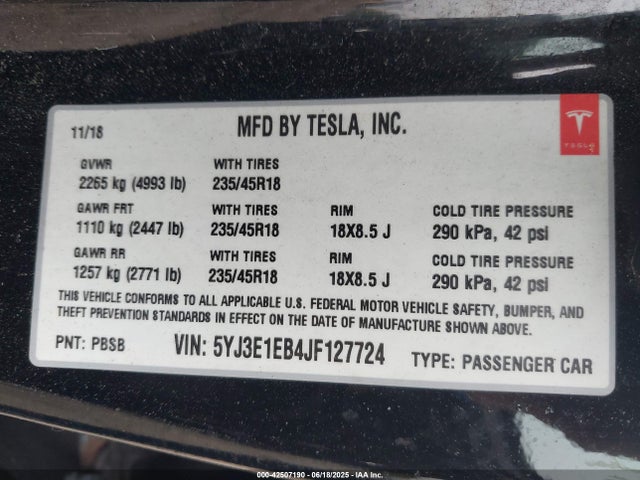 11/18
MFD BY TESLA, INC.
TESLA
GVWR WITH TIRES
2265 kg (4993 lb) 235/45R18
GAWR FRT WITH TIRES RIM COLD TIRE PRESSURE
1110 kg (2447 lb) 235/45R18 18X8.5 J 290 kPa, 42 psi
GAWR RR WITH TIRES RIM COLD TIRE PRESSURE
1257 kg (2771 lb) 235/45R18 18X8.5 J 290 kPa, 42 psi
THIS VEHICLE CONFORMS TO ALL APPLICABLE U.S. FEDERAL MOTOR VEHICLE SAFETY, BUMPER, AND
THEFT PREVENTION STANDARDS IN EFFECT ON THE DATE OF MANUFACTURE SHOWN ABOVE.
PNT: PBSB VIN: 5YJ3E1EB4JF127724 TYPE: PASSENGER CAR
000-42507190 - 06/18/2025 - IAA Inc.